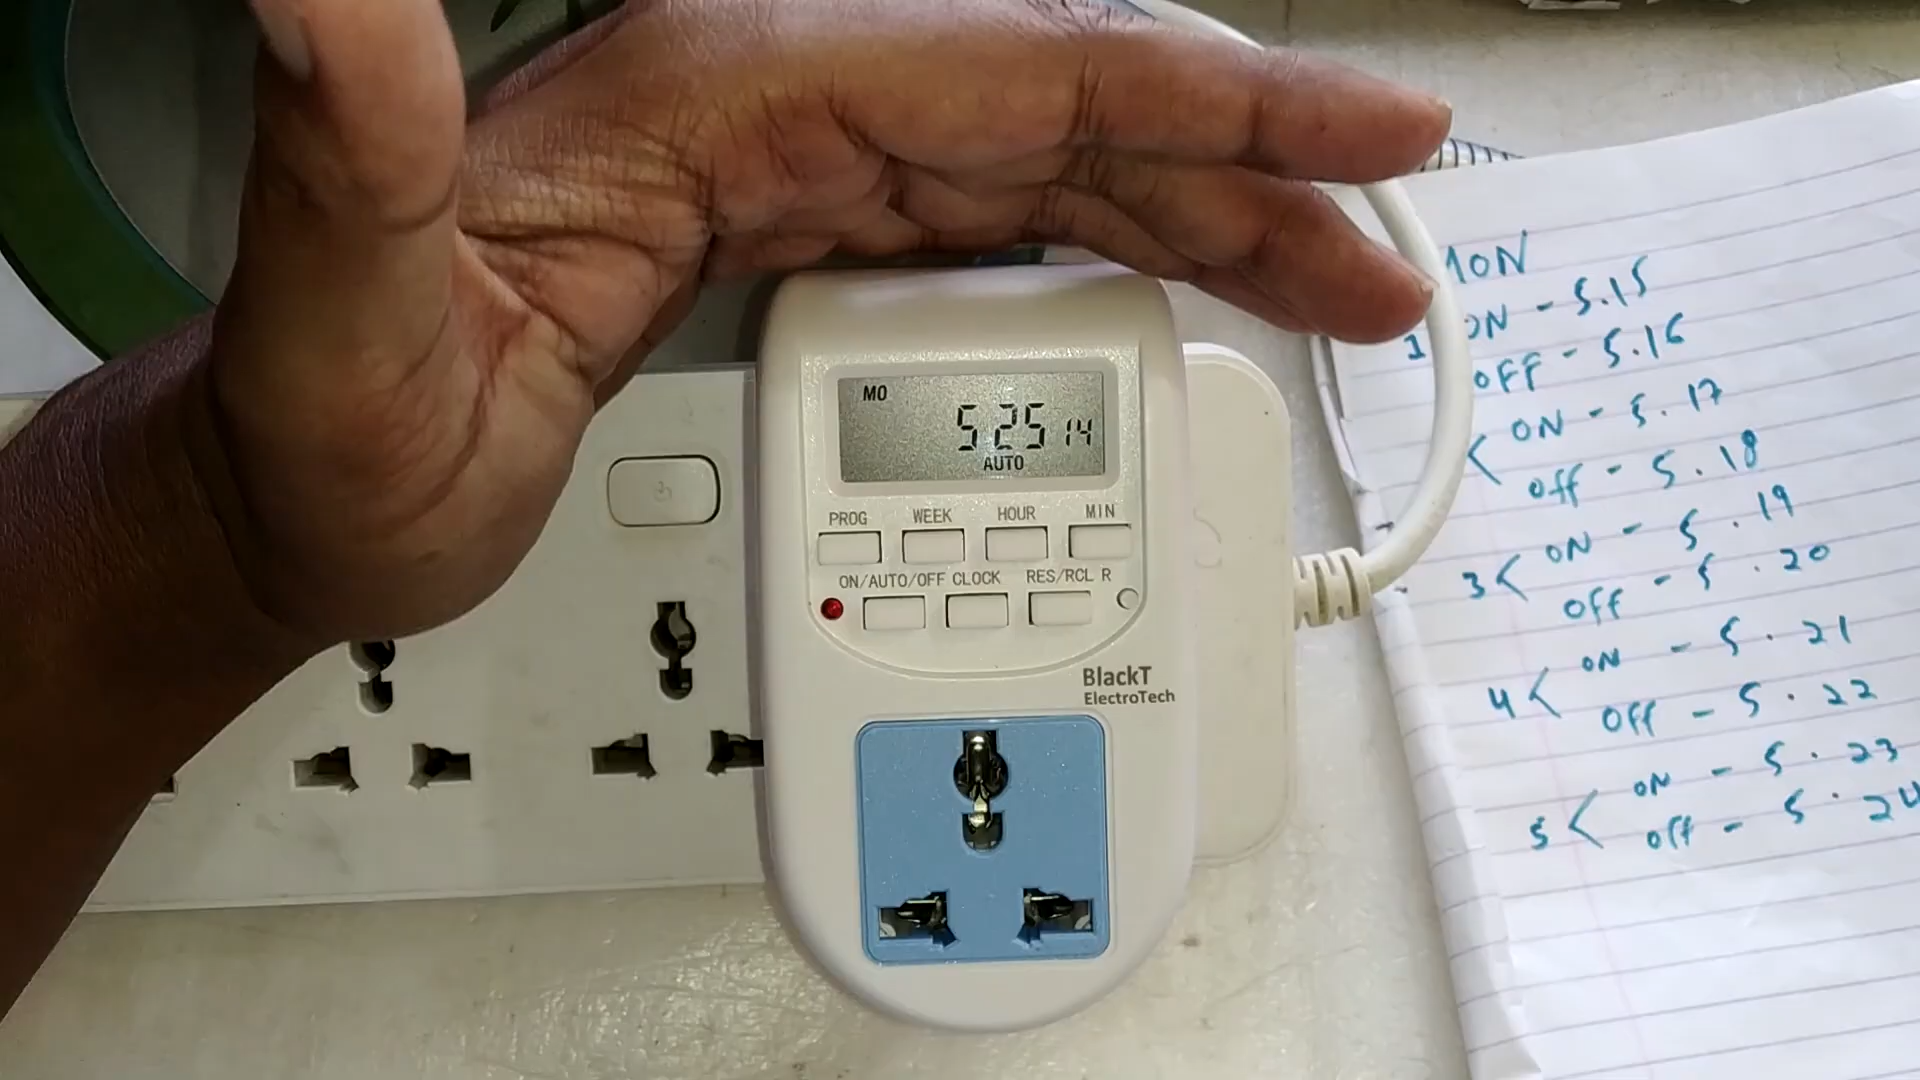 MO
5:25 14
AUTO
PROG WEEK HOUR MIN
ON/AUTO/OFF CLOCK RES/RCL R
BlackT
ElectroTech
MON
1 ON - 5.15
OFF - 5.16
< ON - 5.17
Off - 5.18
3 < ON - 5.19
Off - 5.20
4 < ON - 5.21
Off - 5.22
5 < ON - 5.23
Off - 5.24